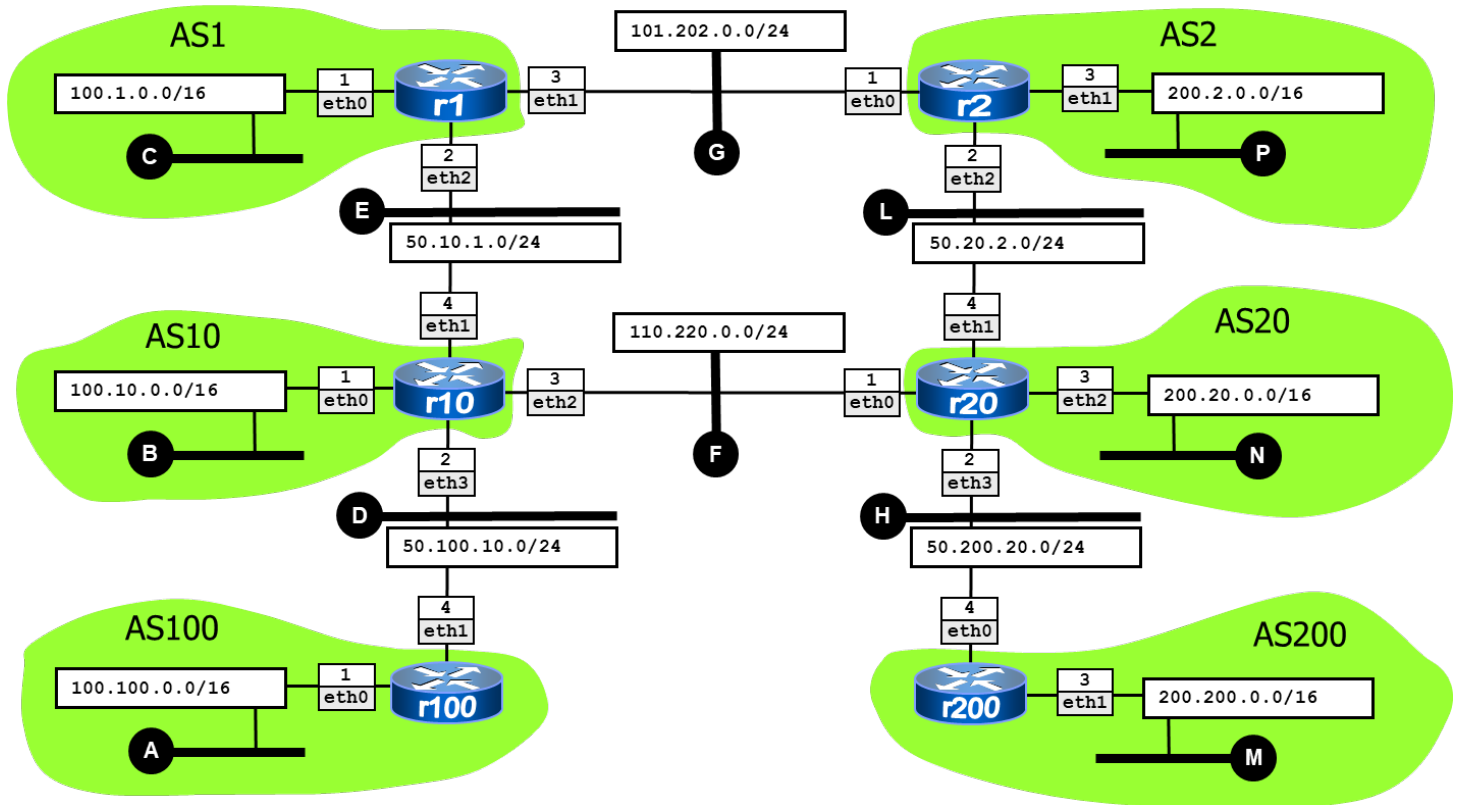 AS1
101.202.0.0/24
AS2
100.1.0.0/16
1
eth0
r1
3
eth1
1
eth0
r2
3
eth1
200.2.0.0/16
C
G
P
2
eth2
2
eth2
E
L
50.10.1.0/24
50.20.2.0/24
4
eth1
4
eth1
AS10
110.220.0.0/24
AS20
100.10.0.0/16
1
eth0
r10
3
eth2
1
eth0
r20
3
eth2
200.20.0.0/16
B
F
N
2
eth3
2
eth3
D
H
50.100.10.0/24
50.200.20.0/24
4
eth1
4
eth0
AS100
AS200
100.100.0.0/16
1
eth0
r100
r200
3
eth1
200.200.0.0/16
A
M